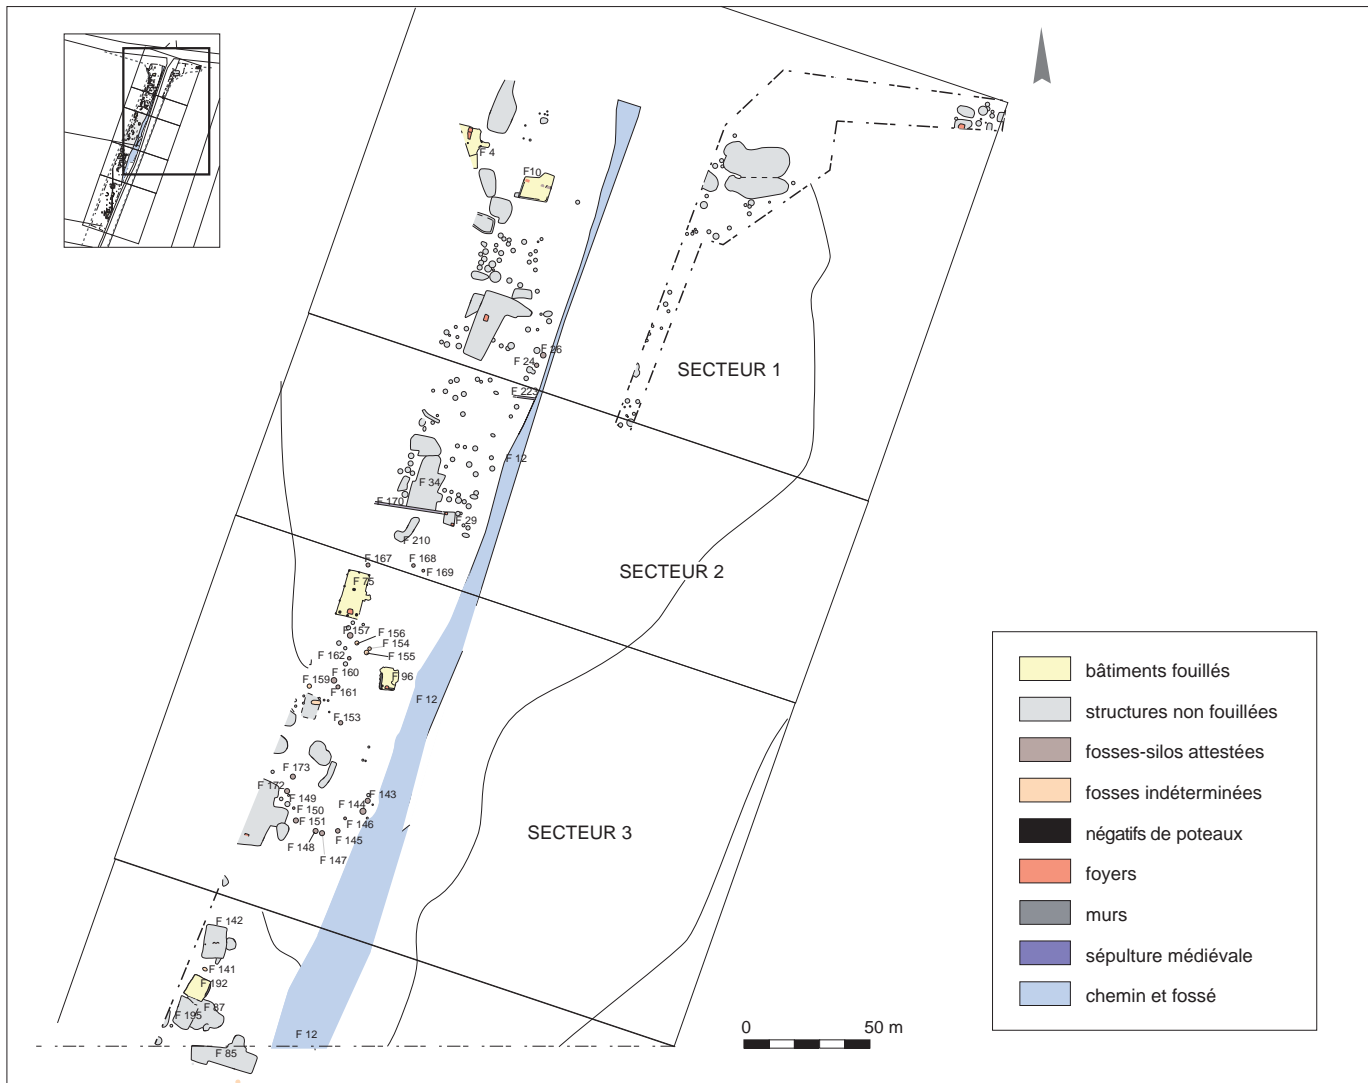 F 4
F10
F 26
F 24
SECTEUR 1
F 223
F 12
F 34
F 170
F 29
F 210
F 167
F 168
F 169
SECTEUR 2
F 75
F 157
F 156
F 154
F 155
F 162
F 160
F 159
F 96
F 161
F 12
F 153
F 173
F 172
F 149
F 143
F 150
F 144
F 151
F 146
F 148
F 145
F 147
SECTEUR 3
F 142
F 141
F 192
F 87
F 195
F 12
F 85
0 50 m
bâtiments fouillés
structures non fouillées
fosses-silos attestées
fosses indéterminées
négatifs de poteaux
foyers
murs
sépulture médiévale
chemin et fossé